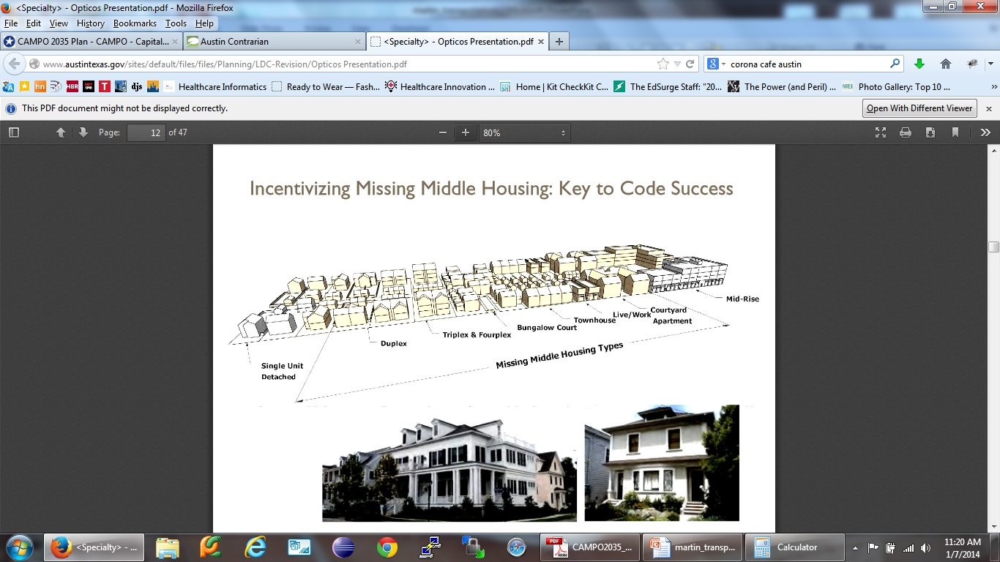 <Specialty> - Opticos Presentation.pdf - Mozilla Firefox
File Edit View History Bookmarks Tools Help
CAMPO 2035 Plan - CAMPO - Capital... Austin Contrarian <Specialty> - Opticos Presentation.pdf
www.austintexas.gov/sites/default/files/files/Planning/LDC-Revision/Opticos Presentation.pdf
corona cafe austin
hn HBR T djs Healthcare Informatics Ready to Wear — Fash... Healthcare Innovation ... Home | Kit CheckKit C... The EdSurge Staff: "20... The Power (and Peril) ... NREI Photo Gallery: Top 10 ... »
This PDF document might not be displayed correctly.
Open With Different Viewer
Page: 12 of 47
80%
Incentivizing Missing Middle Housing: Key to Code Success
Mid-Rise
Courtyard
Apartment
Live/Work
Townhouse
Bungalow Court
Triplex & Fourplex
Duplex
Missing Middle Housing Types
Single Unit
Detached
<Specialty> - ...
CAMPO2035_...
martin_transp...
Calculator
11:20 AM
1/7/2014